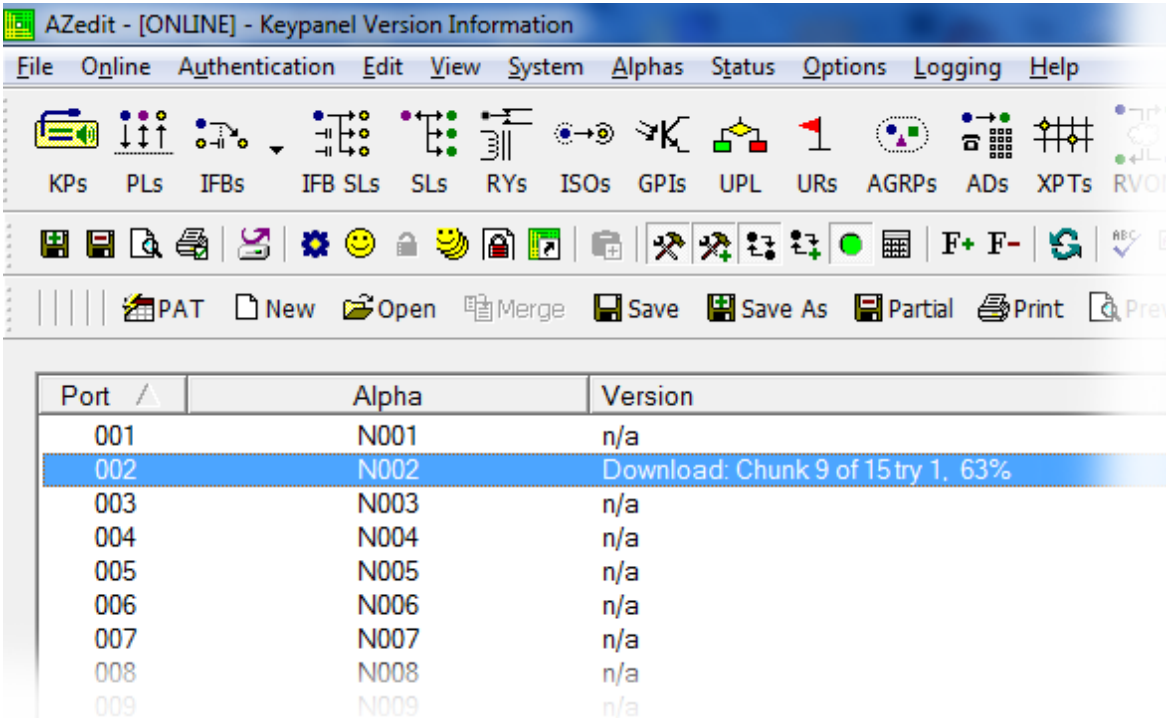 AZedit - [ONLINE] - Keypanel Version Information
File Online Authentication Edit View System Alphas Status Options Logging Help
KPs PLs IFBs IFB SLs SLs RYs ISOs GPIs UPL URs AGRPs ADs XPTs
F+ F- ABC
PAT New Open Merge Save Save As Partial Print
Port Alpha Version
001 N001 n/a
002 N002 Download: Chunk 9 of 15 try 1, 63%
003 N003 n/a
004 N004 n/a
005 N005 n/a
006 N006 n/a
007 N007 n/a
008 N008 n/a
009 N009 n/a